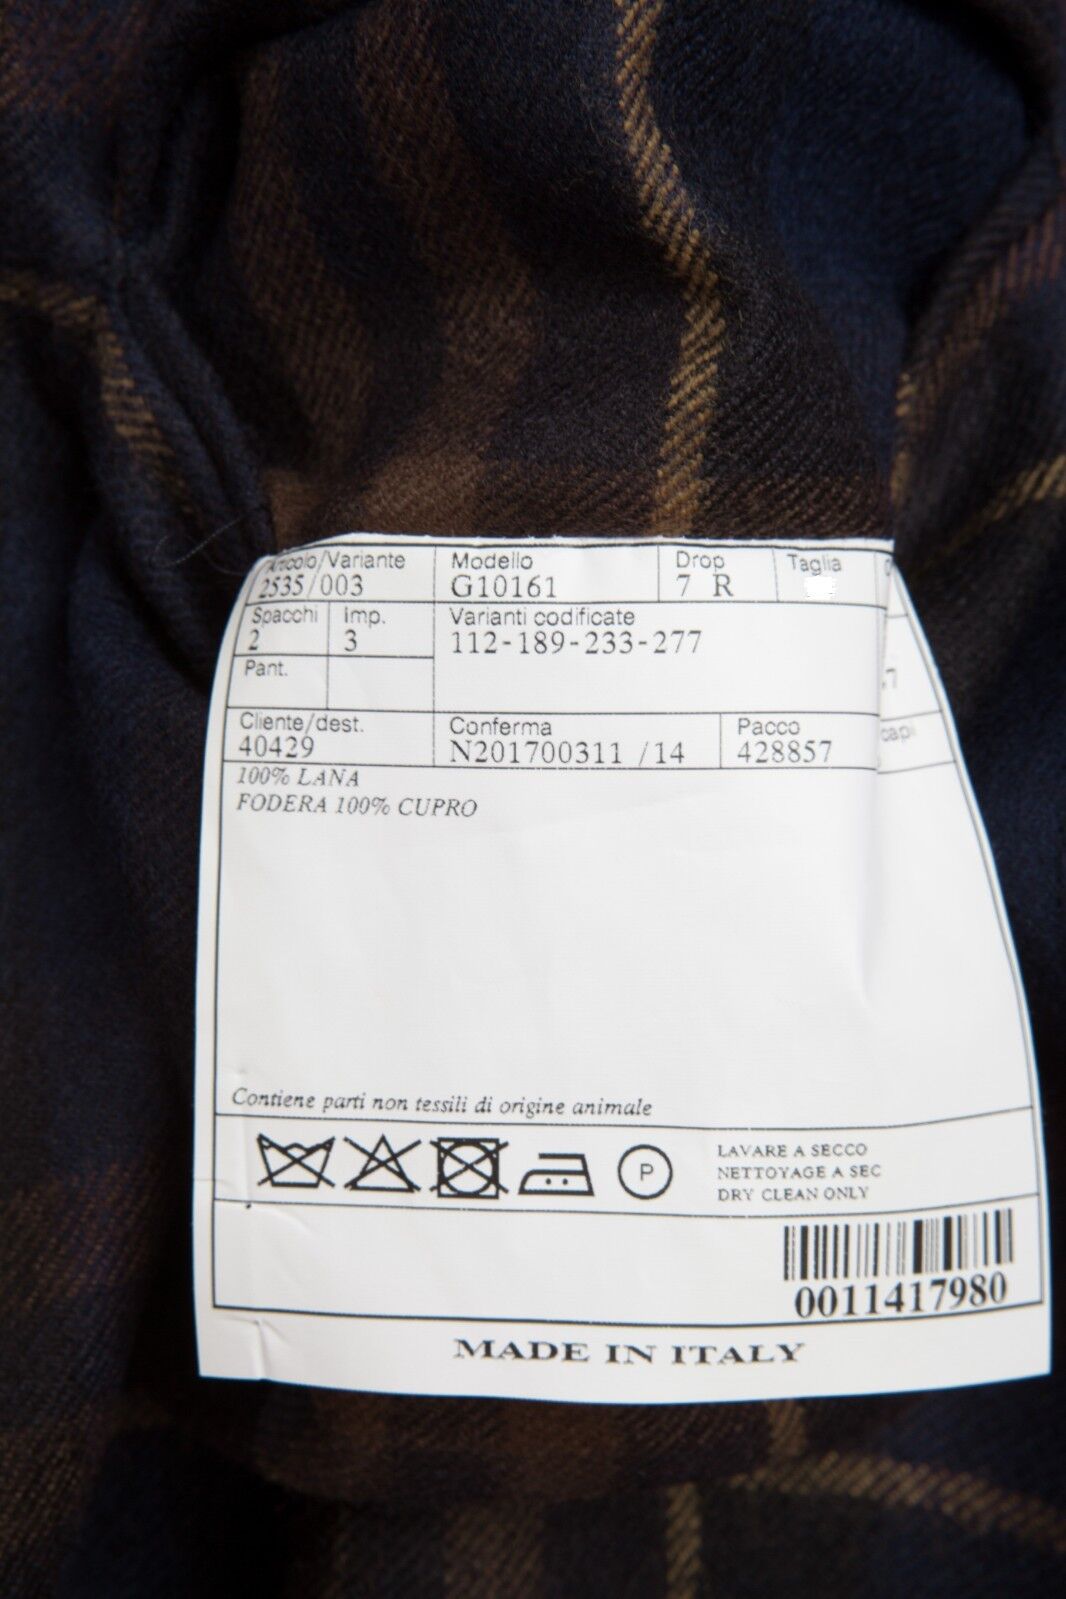 Articolo/Variante Modello Drop Taglia
2535/003 G10161 7 R
Spacchi Imp. Varianti codificate
2 3 112-189-233-277
Pant.
Cliente/dest. Conferma Pacco capi
40429 N201700311 /14 428857
100% LANA
FODERA 100% CUPRO
Contiene parti non tessili di origine animale
P
LAVARE A SECCO
NETTOYAGE A SEC
DRY CLEAN ONLY
0011417980
MADE IN ITALY